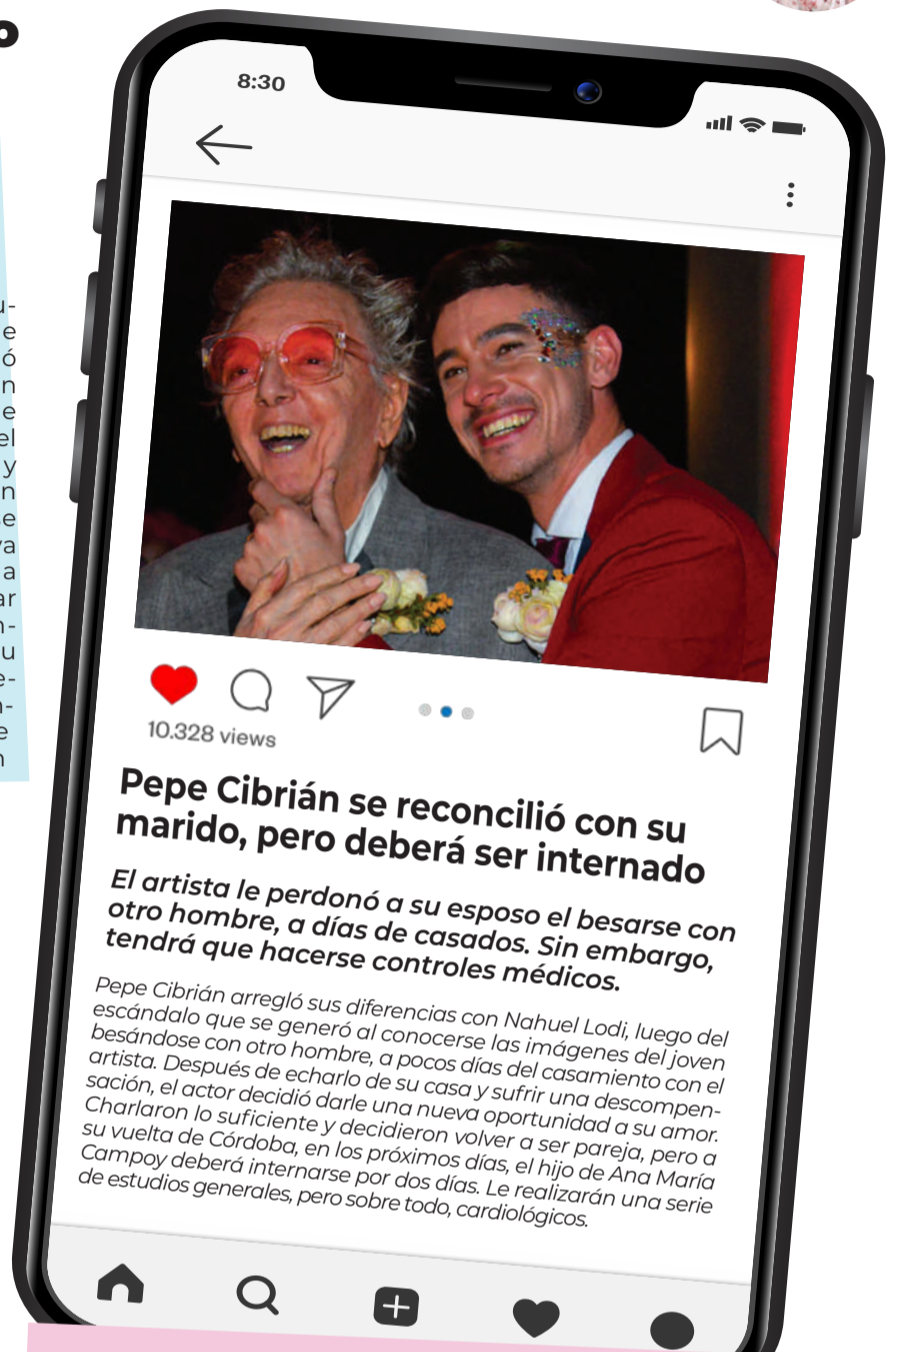 o
8:30
u-
e
ó
n
e
el
y
n
se
va
a
ar
n-
u
e-
n-
e
n
10.328 views
Pepe Cibrián se reconcilió con su
marido, pero deberá ser internado
El artista le perdonó a su esposo el besarse con
otro hombre, a días de casados. Sin embargo,
tendrá que hacerse controles médicos.
Pepe Cibrián arregló sus diferencias con Nahuel Lodi, luego del
escándalo que se generó al conocerse las imágenes del joven
besándose con otro hombre, a pocos días del casamiento con el
artista. Después de echarlo de su casa y sufrir una descompen-
sación, el actor decidió darle una nueva oportunidad a su amor.
Charlaron lo suficiente y decidieron volver a ser pareja, pero a
su vuelta de Córdoba, en los próximos días, el hijo de Ana María
Campoy deberá internarse por dos días. Le realizarán una serie
de estudios generales, pero sobre todo, cardiológicos.